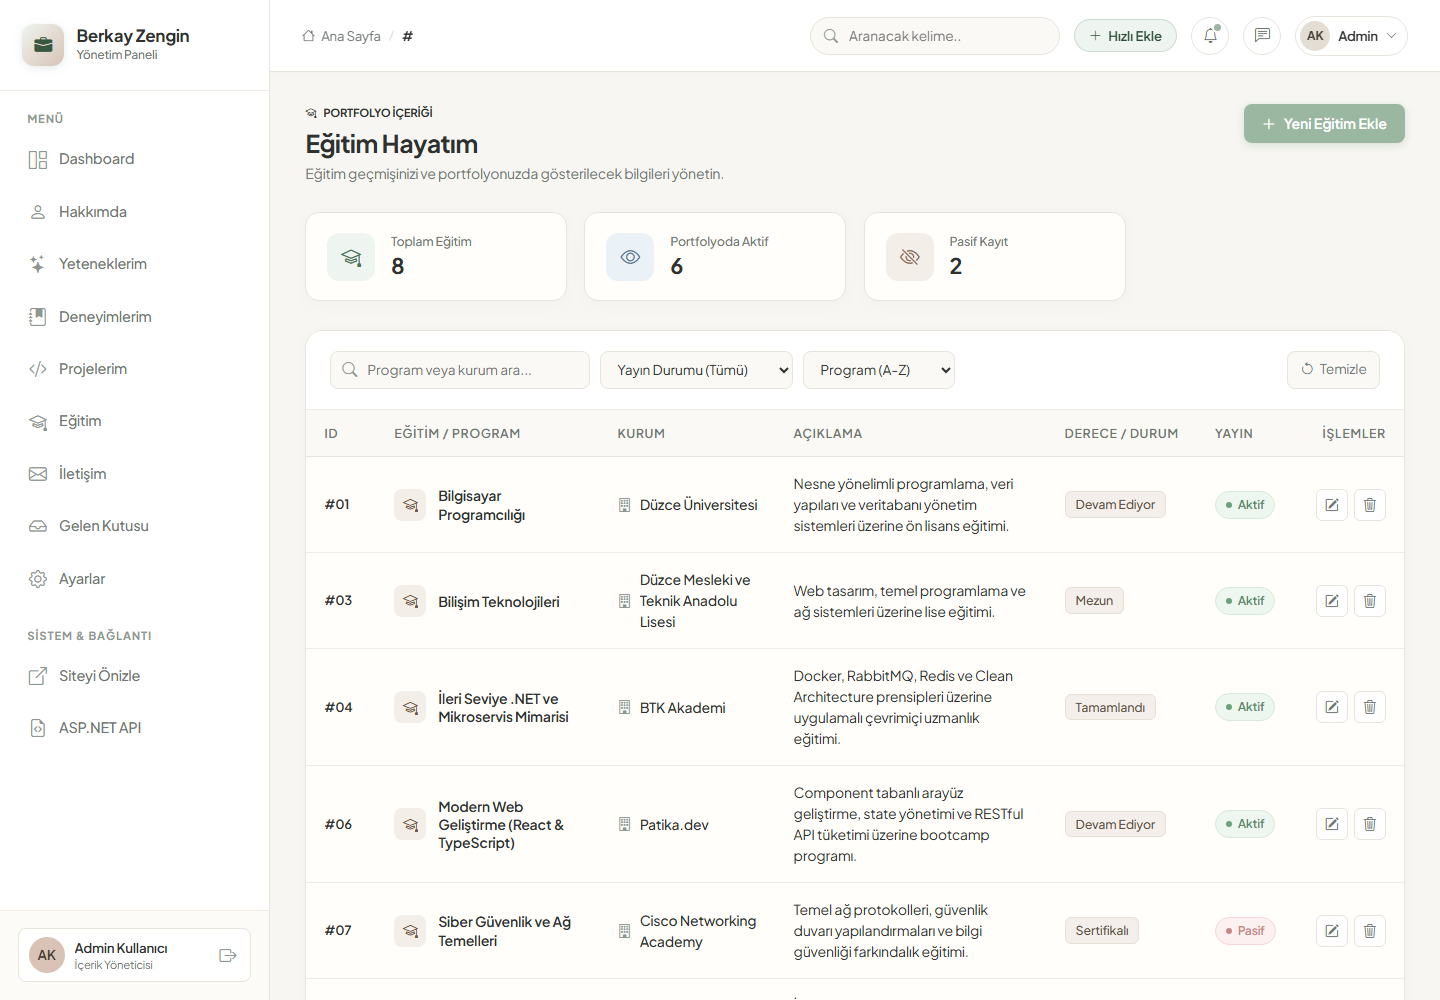 Berkay Zengin
Yönetim Paneli
MENÜ
Dashboard
Hakkımda
Yeteneklerim
Deneyimlerim
Projelerim
Eğitim
İletişim
Gelen Kutusu
Ayarlar
SİSTEM & BAĞLANTI
Siteyi Önizle
ASP.NET API
AK
Admin Kullanıcı
İçerik Yöneticisi
Ana Sayfa / #
Aranacak kelime..
Hızlı Ekle
AK Admin
PORTFOLYO İÇERİĞİ
Eğitim Hayatım
Eğitim geçmişinizi ve portfolyonuzda gösterilecek bilgileri yönetin.
Yeni Eğitim Ekle
Toplam Eğitim
8
Portfolyoda Aktif
6
Pasif Kayıt
2
Program veya kurum ara...
Yayın Durumu (Tümü)
Program (A-Z)
Temizle
ID EĞİTİM / PROGRAM KURUM AÇIKLAMA DERECE / DURUM YAYIN İŞLEMLER
#01
Bilgisayar
Programcılığı
Düzce Üniversitesi
Nesne yönelimli programlama, veri
yapıları ve veritabanı yönetim
sistemleri üzerine ön lisans eğitimi.
Devam Ediyor
Aktif
#03
Bilişim Teknolojileri
Düzce Mesleki ve
Teknik Anadolu
Lisesi
Web tasarım, temel programlama ve
ağ sistemleri üzerine lise eğitimi.
Mezun
Aktif
#04
İleri Seviye .NET ve
Mikroservis Mimarisi
BTK Akademi
Docker, RabbitMQ, Redis ve Clean
Architecture prensipleri üzerine
uygulamalı çevrimiçi uzmanlık
eğitimi.
Tamamlandı
Aktif
#06
Modern Web
Geliştirme (React &
TypeScript)
Patika.dev
Component tabanlı arayüz
geliştirme, state yönetimi ve RESTful
API tüketimi üzerine bootcamp
programı.
Devam Ediyor
Aktif
#07
Siber Güvenlik ve Ağ
Temelleri
Cisco Networking
Academy
Temel ağ protokolleri, güvenlik
duvarı yapılandırmaları ve bilgi
güvenliği farkındalık eğitimi.
Sertifikalı
Pasif